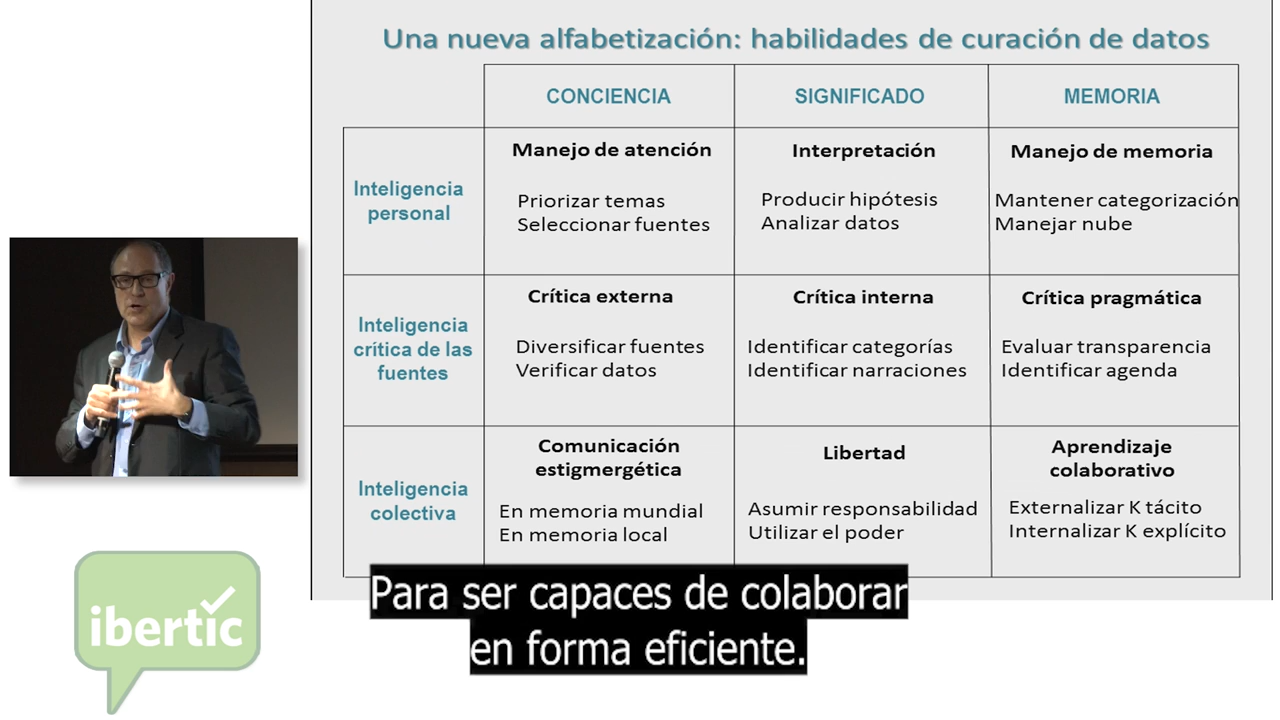 Una nueva alfabetización: habilidades de curación de datos
CONCIENCIA
SIGNIFICADO
MEMORIA
Inteligencia
personal
Manejo de atención
Priorizar temas
Seleccionar fuentes
Interpretación
Producir hipótesis
Analizar datos
Manejo de memoria
Mantener categorización
Manejar nube
Inteligencia
crítica de las
fuentes
Crítica externa
Diversificar fuentes
Verificar datos
Crítica interna
Identificar categorías
Identificar narraciones
Crítica pragmática
Evaluar transparencia
Identificar agenda
Inteligencia
colectiva
Comunicación
estigmergética
En memoria mundial
En memoria local
Libertad
Asumir responsabilidad
Utilizar el poder
Aprendizaje
colaborativo
Externalizar K tácito
Internalizar K explícito
ibertic
Para ser capaces de colaborar
en forma eficiente.